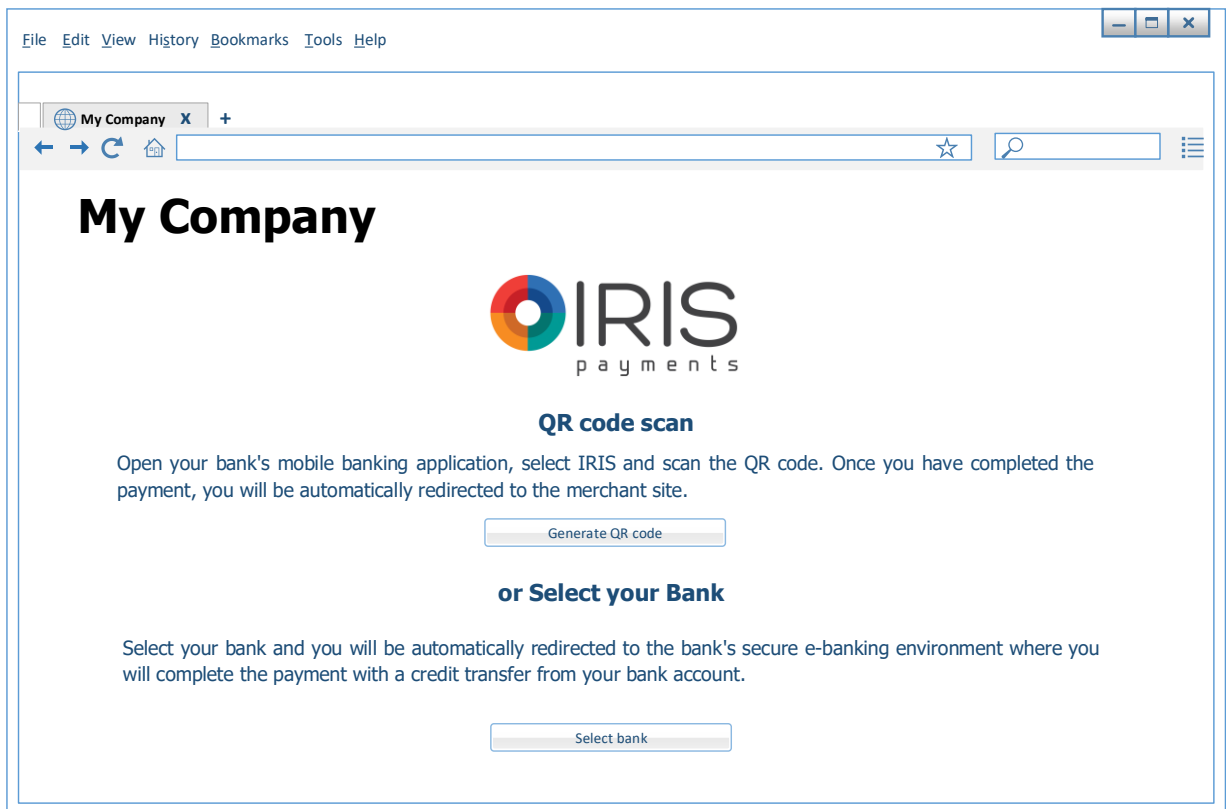 File Edit View History Bookmarks Tools Help
My Company X +
My Company
IRIS
payments
QR code scan
Open your bank's mobile banking application, select IRIS and scan the QR code. Once you have completed the
payment, you will be automatically redirected to the merchant site.
Generate QR code
or Select your Bank
Select your bank and you will be automatically redirected to the bank's secure e-banking environment where you
will complete the payment with a credit transfer from your bank account.
Select bank